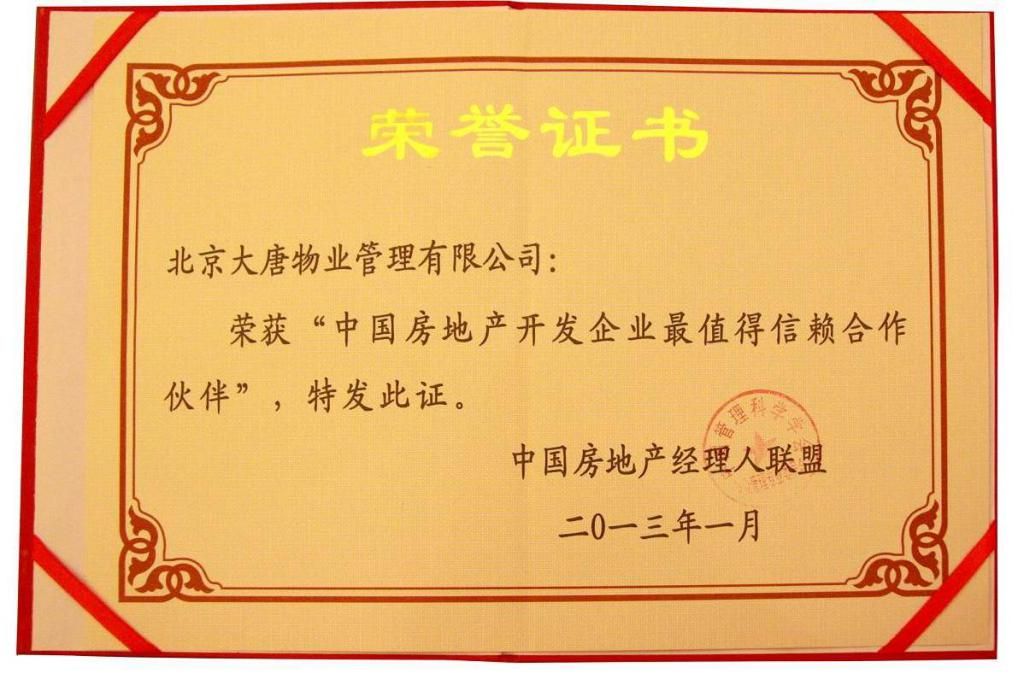 荣誉证书
北京大唐物业管理有限公司：
荣获“中国房地产开发企业最值得信赖合作
伙伴”，特发此证。
管理科学学会
中国房地产经理人联盟
二〇一三年一月